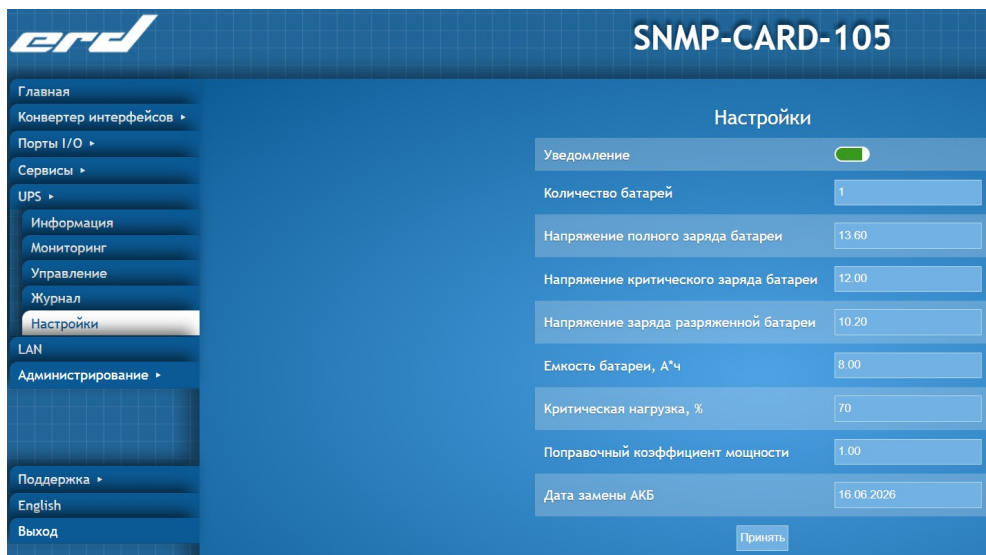 erd
SNMP-CARD-105
Главная
Конвертер интерфейсов ▸
Порты I/O ▸
Сервисы ▸
UPS ▸
Информация
Мониторинг
Управление
Журнал
Настройки
LAN
Администрирование ▸
Поддержка ▸
English
Выход
Настройки
Уведомление
Количество батарей 1
Напряжение полного заряда батареи 13.60
Напряжение критического заряда батареи 12.00
Напряжение заряда разряженной батареи 10.20
Емкость батареи, А*ч 8.00
Критическая нагрузка, % 70
Поправочный коэффициент мощности 1.00
Дата замены АКБ 16.06.2026
Принять